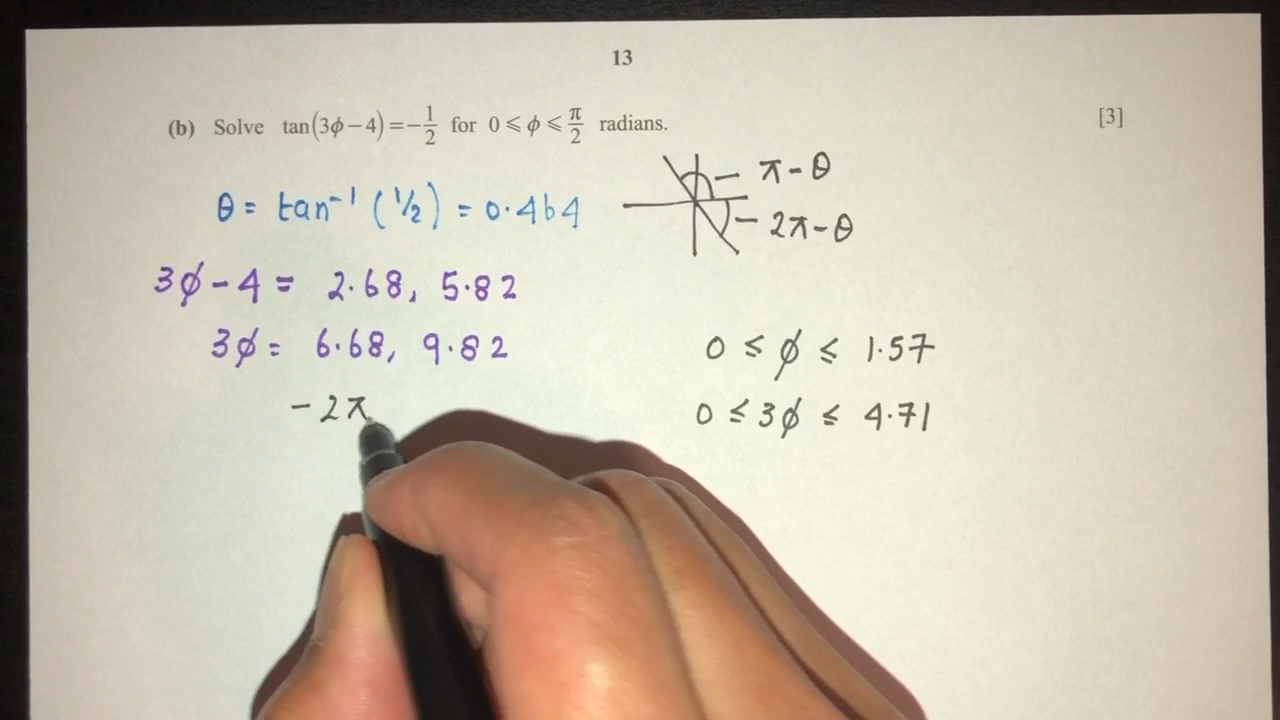 13
(b) Solve tan(3ϕ−4)=−1/2 for 0⩽ϕ⩽π/2 radians. [3]
π-θ
θ = tan⁻¹ (1/2) = 0.464
2π-θ
3ϕ-4 = 2.68, 5.82
3ϕ = 6.68, 9.82
0 ≤ ϕ ≤ 1.57
-2π
0 ≤ 3ϕ ≤ 4.71